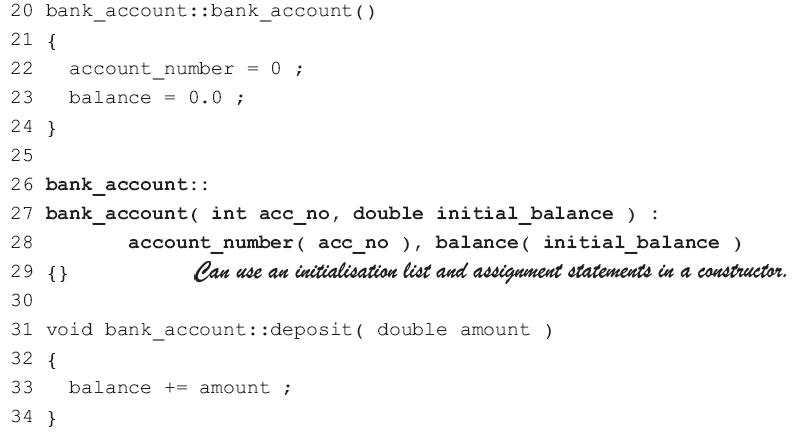 20 bank_account::bank_account()
21 {
22   account_number = 0 ;
23   balance = 0.0 ;
24 }
25
26 bank_account::
27 bank_account( int acc_no, double initial_balance ) :
28       account_number( acc_no ), balance( initial_balance )
29 {}          Can use an initialisation list and assignment statements in a constructor.
30
31 void bank_account::deposit( double amount )
32 {
33   balance += amount ;
34 }